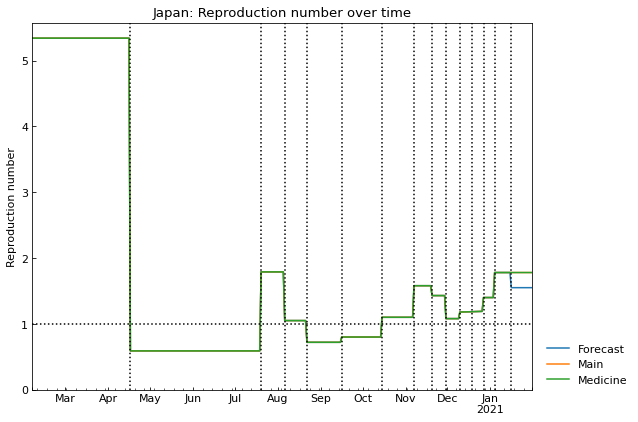 Japan: Reproduction number over time
Reproduction number
5
4
3
2
1
0
Mar Apr May Jun Jul Aug Sep Oct Nov Dec Jan
2021
Forecast
Main
Medicine